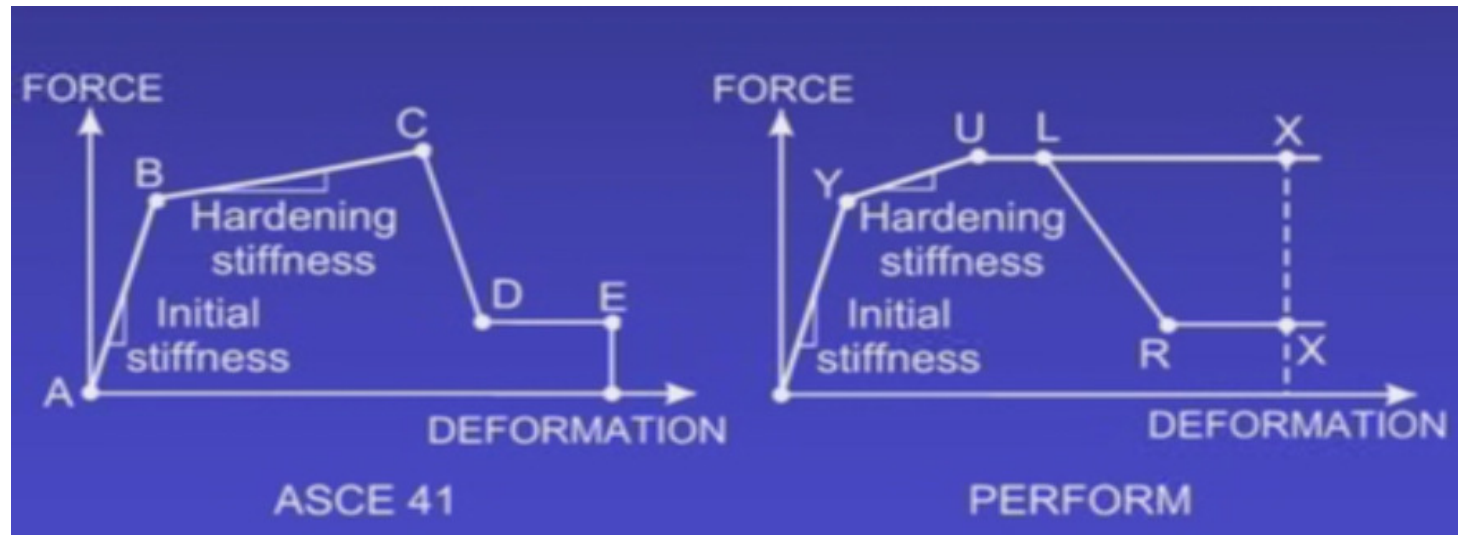 FORCE
C
B
Hardening
stiffness
D
E
Initial
stiffness
A
DEFORMATION
ASCE 41
FORCE
U
L
X
Y
Hardening
stiffness
Initial
stiffness
R
X
DEFORMATION
PERFORM